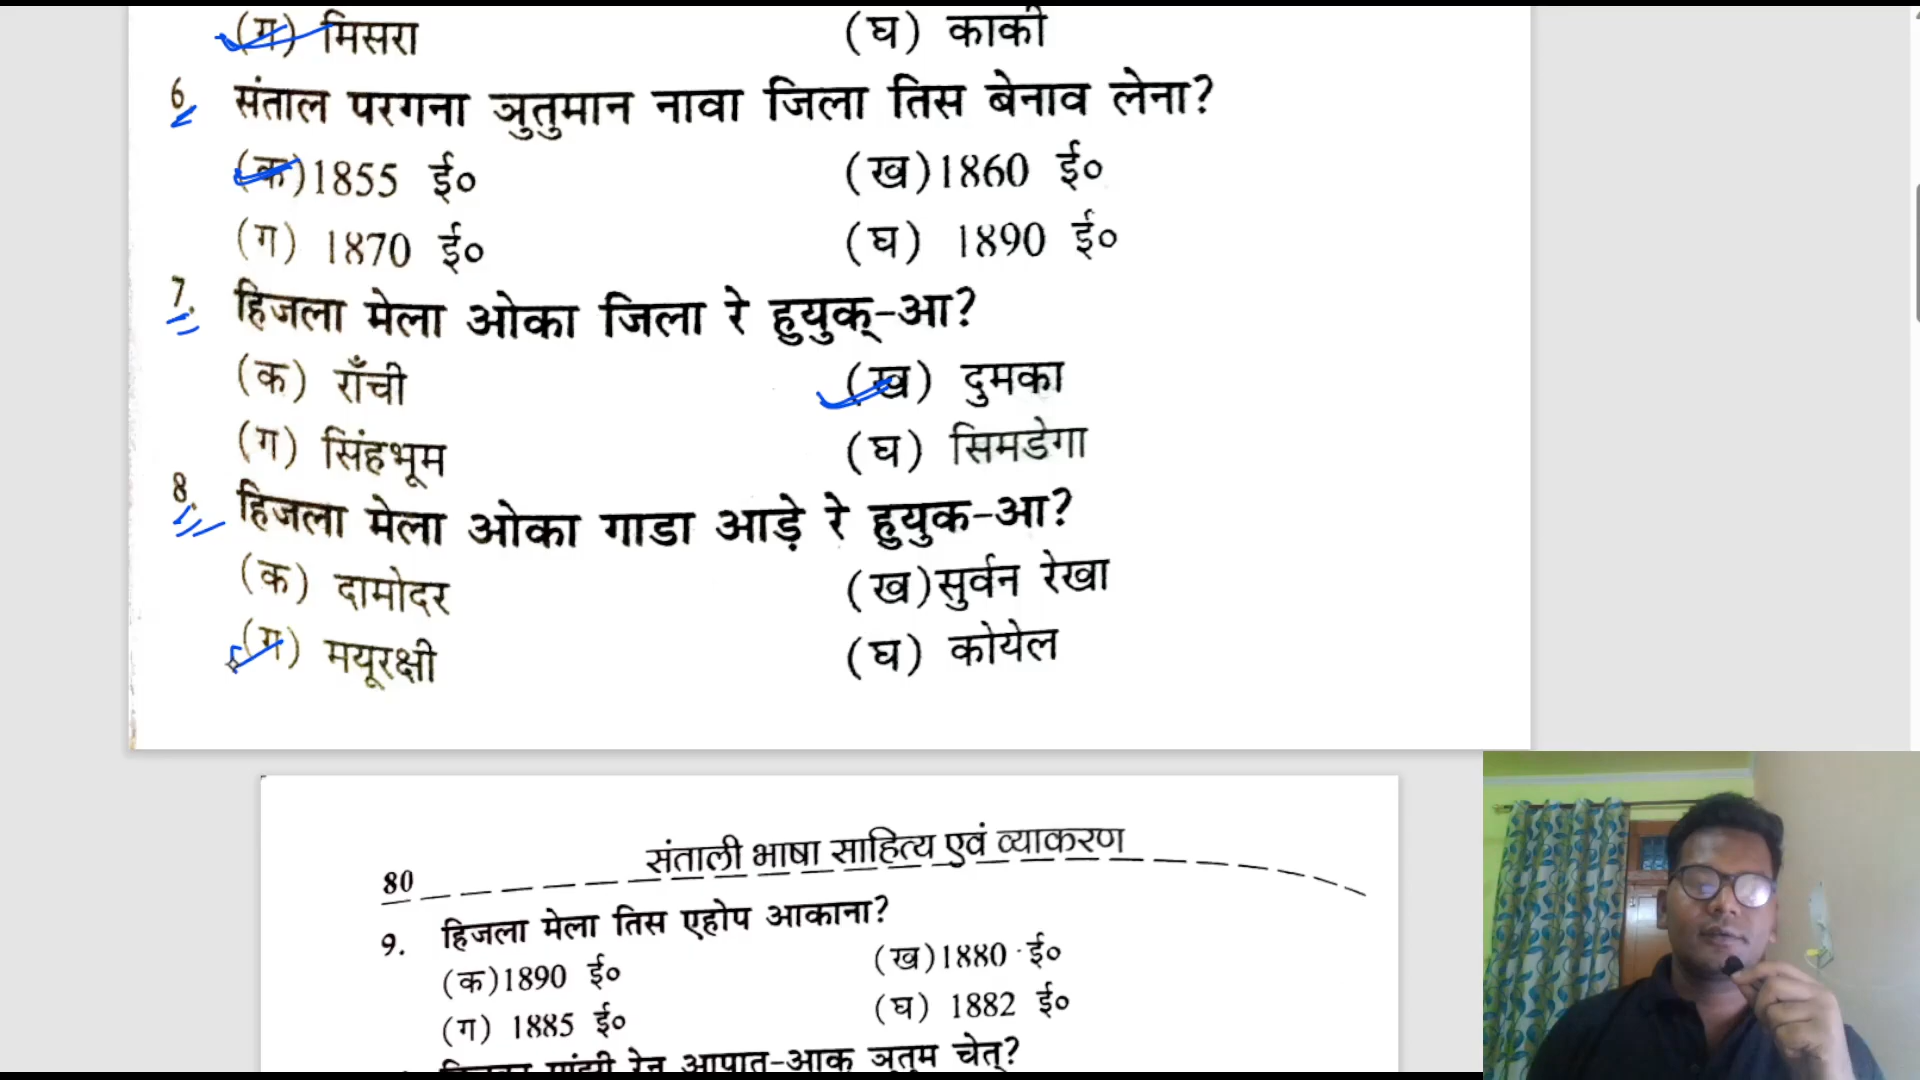 (ग) मिसरा (घ) काकी
6. संताल परगना ञुतुमान नावा जिला तिस बेनाव लेना?
(क)1855 ई० (ख)1860 ई०
(ग) 1870 ई० (घ) 1890 ई०
7. हिजला मेला ओका जिला रे हुयुक्-आ?
(क) राँची (ख) दुमका
(ग) सिंहभूम (घ) सिमडेगा
8. हिजला मेला ओका गाडा आड़े रे हुयुक-आ?
(क) दामोदर (ख)सुर्वन रेखा
(ग) मयूरक्षी (घ) कोयेल
80 संताली भाषा साहित्य एवं व्याकरण
9. हिजला मेला तिस एहोप आकाना?
(क)1890 ई० (ख)1880 ई०
(ग) 1885 ई० (घ) 1882 ई०
रेन आपात-आक् ञुतुम चेत्?